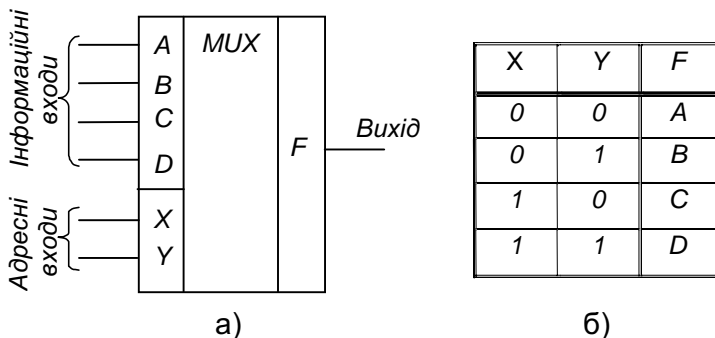 Інформаційні
входи
Адресні
входи
A
B
C
D
X
Y
MUX
F
Вихід
а)
X Y F
0 0 A
0 1 B
1 0 C
1 1 D
б)